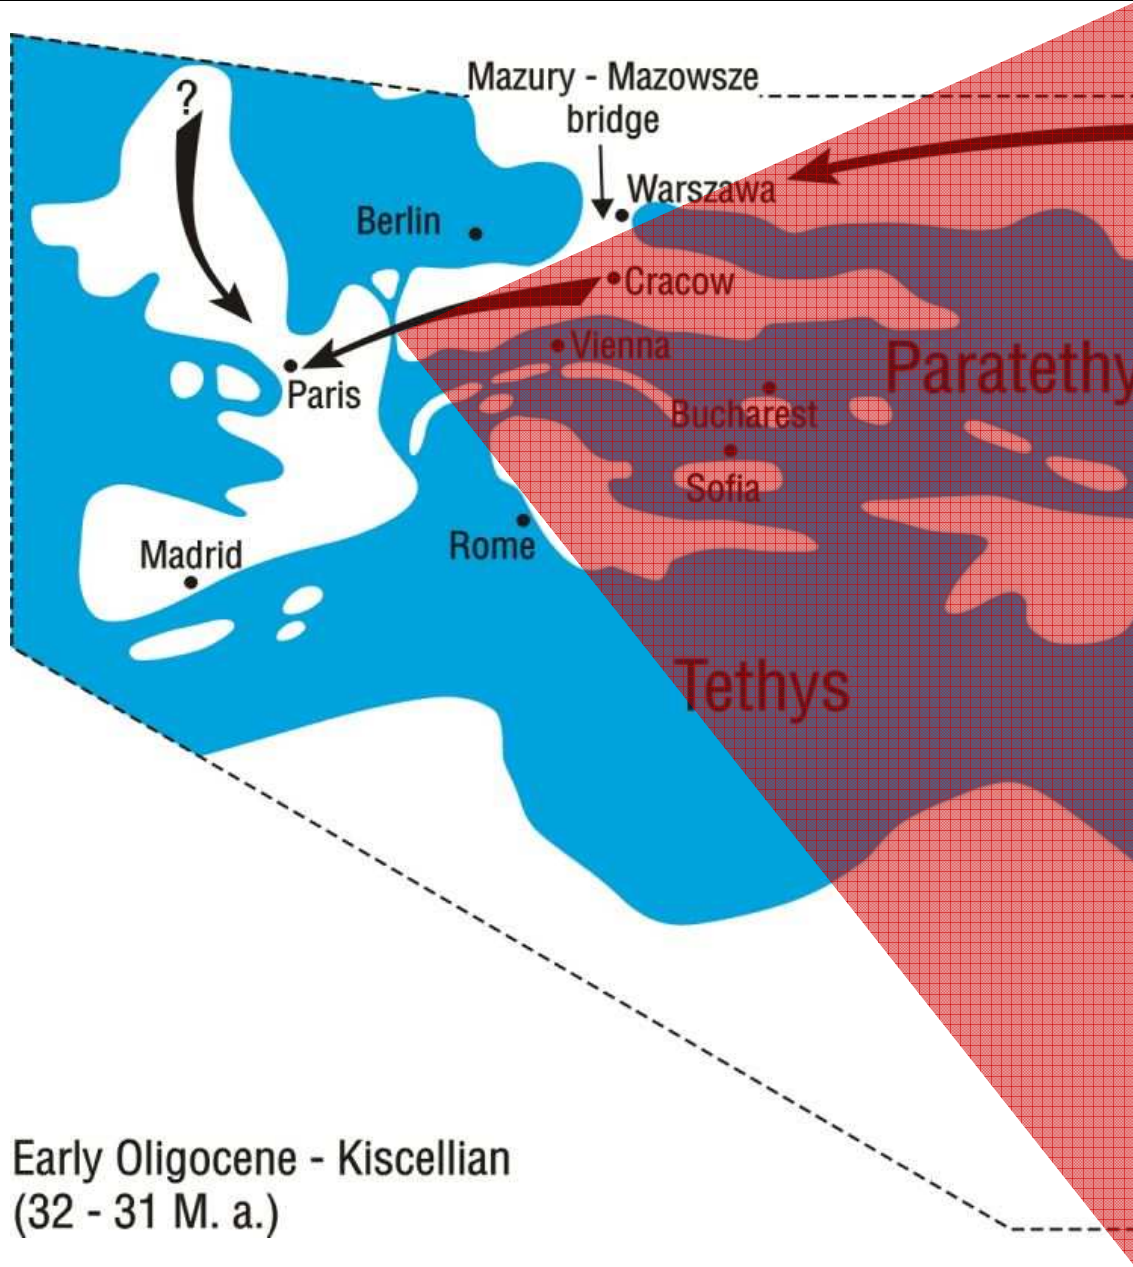 Mazury - Mazowsze
bridge
?
Warszawa
Berlin
Cracow
Vienna
Paratethy
Paris
Bucharest
Sofia
Rome
Madrid
Tethys
Early Oligocene - Kiscellian
(32 - 31 M. a.)